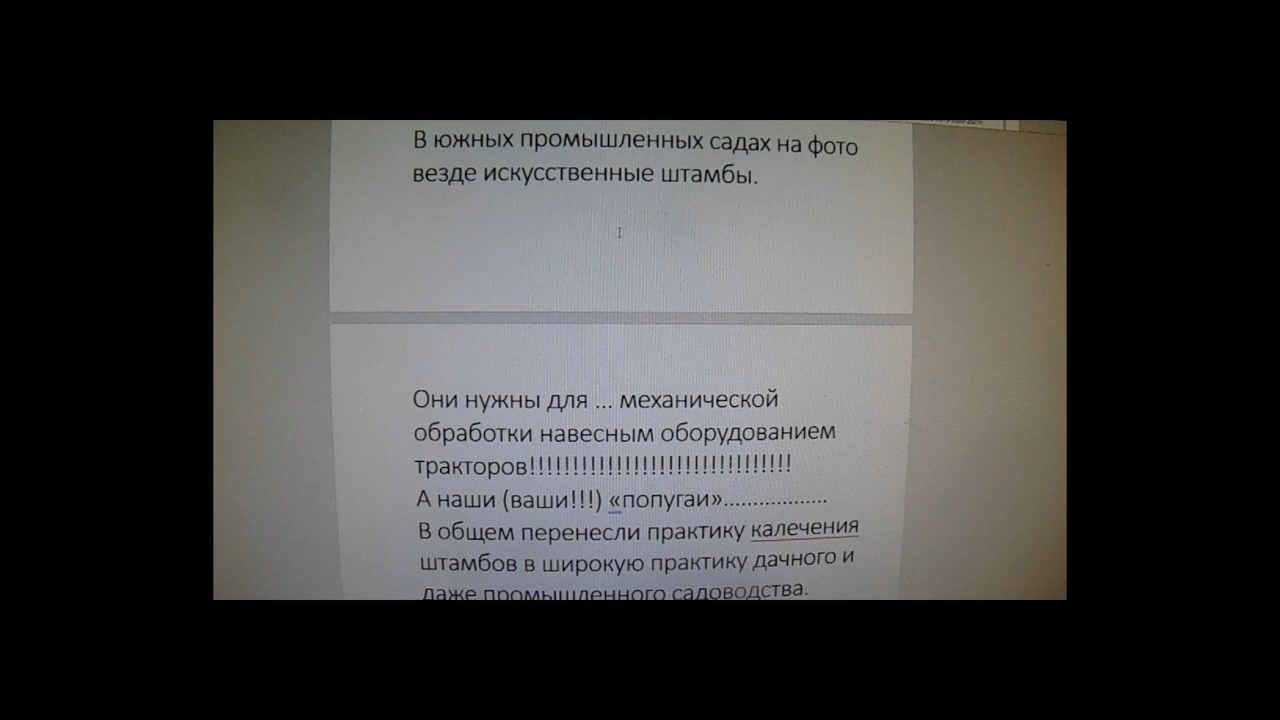 В южных промышленных садах на фото
везде искусственные штамбы.
Они нужны для ... механической
обработки навесным оборудованием
тракторов!!!!!!!!!!!!!!!!!!!!!!!!!!!!!!!
А наши (ваши!!!) «попугаи»..................
В общем перенесли практику калечения
штамбов в широкую практику дачного и
даже промышленного садоводства.